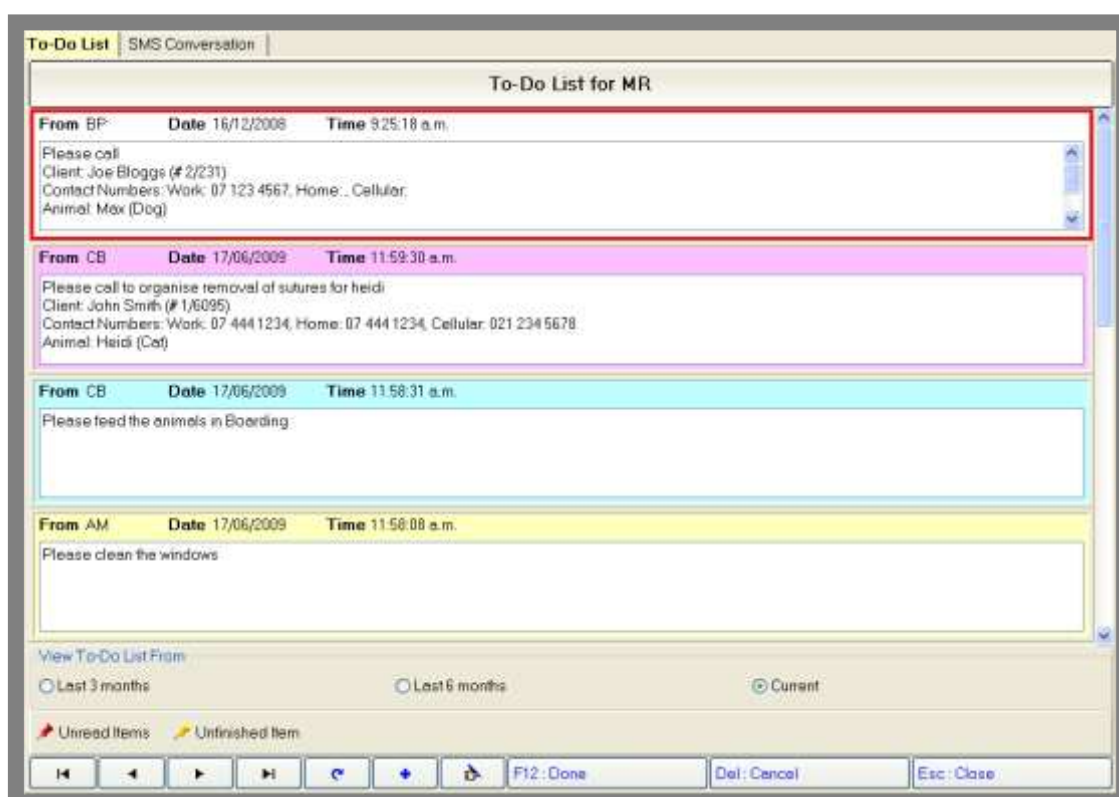 To-Do List SMS Conversation
To-Do List for MR
From BP Date 16/12/2008 Time 9:25:18 a.m.
Please call
Client: Joe Bloggs (# 2/231)
Contact Numbers: Work: 07 123 4567, Home: , Cellular:
Animal: Max (Dog)
From CB Date 17/06/2009 Time 11:59:30 a.m.
Please call to organise removal of sutures for heidi
Client: John Smith (# 1/6095)
Contact Numbers: Work: 07 444 1234, Home: 07 444 1234, Cellular: 021 234 5678
Animal: Heidi (Cat)
From CB Date 17/06/2009 Time 11:58:31 a.m.
Please feed the animals in Boarding
From AM Date 17/06/2009 Time 11:58:08 a.m.
Please clean the windows
View To-Do List From
Last 3 months Last 6 months Current
Unread Items Unfinished Item
F12 : Done Del : Cancel Esc : Close